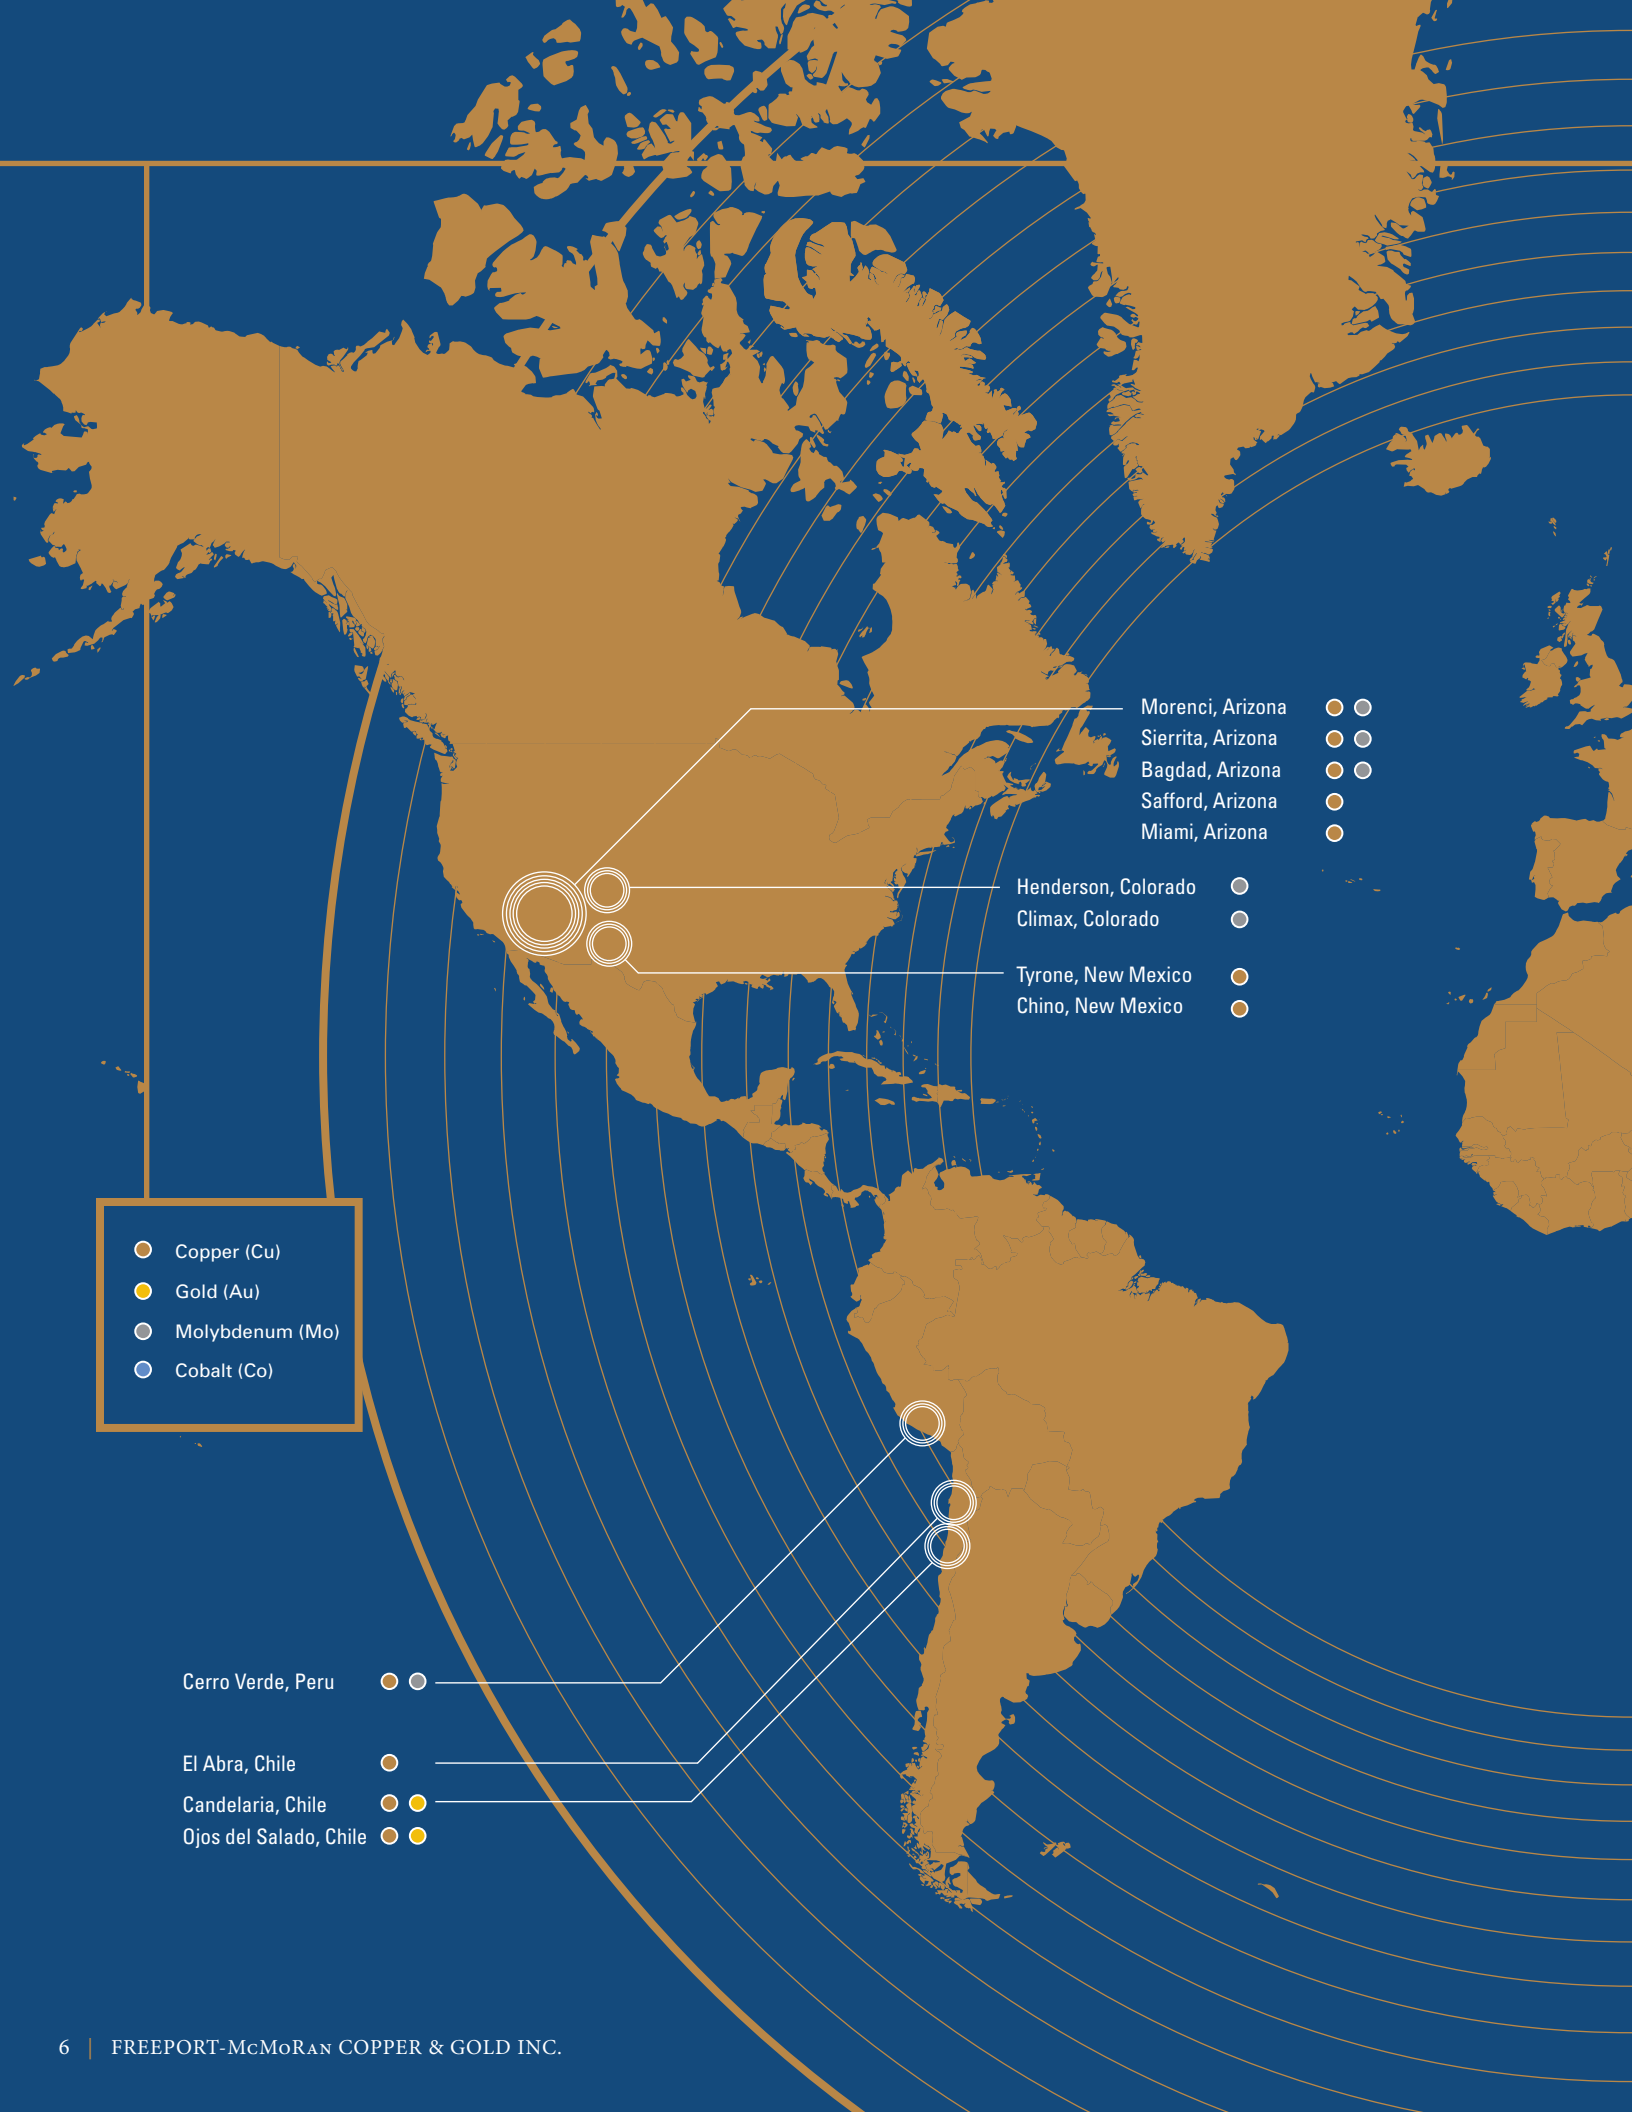 Morenci, Arizona
Sierrita, Arizona
Bagdad, Arizona
Safford, Arizona
Miami, Arizona
Henderson, Colorado
Climax, Colorado
Tyrone, New Mexico
Chino, New Mexico
Copper (Cu)
Gold (Au)
Molybdenum (Mo)
Cobalt (Co)
Cerro Verde, Peru
El Abra, Chile
Candelaria, Chile
Ojos del Salado, Chile
6 | FREEPORT-McMoRan COPPER & GOLD INC.